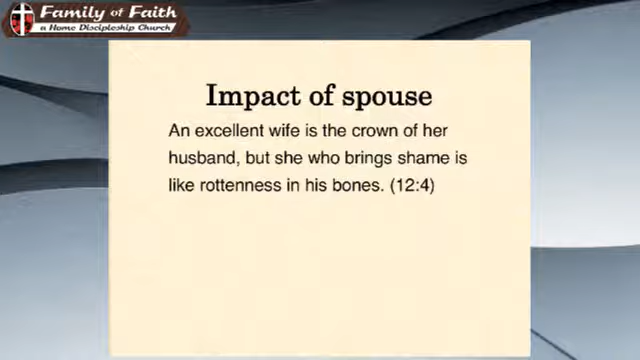 Family of Faith
a Home Discipleship Church
Impact of spouse
An excellent wife is the crown of her
husband, but she who brings shame is
like rottenness in his bones. (12:4)